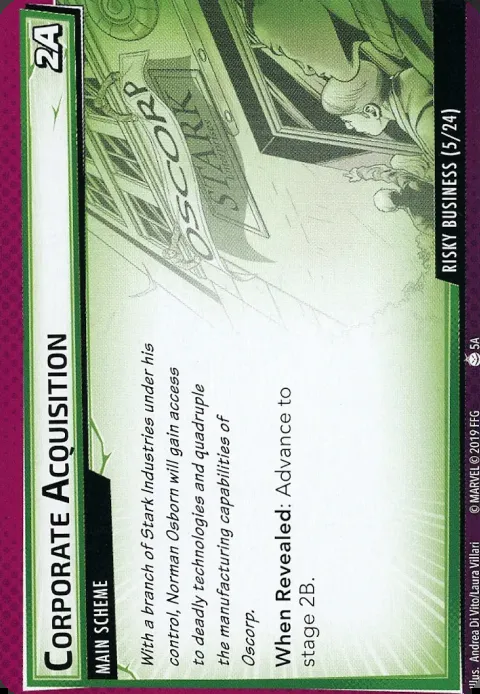 CORPORATE ACQUISITION
2A
MAIN SCHEME
With a branch of Stark Industries under his
control, Norman Osborn will gain access
to deadly technologies and quadruple
the manufacturing capabilities of
Oscorp.
When Revealed: Advance to
stage 2B.
OSCORP
STARK
RISKY BUSINESS (5/24)
Illus. Andrea Di Vito/Laura Villari
© MARVEL © 2019 FFG
5A